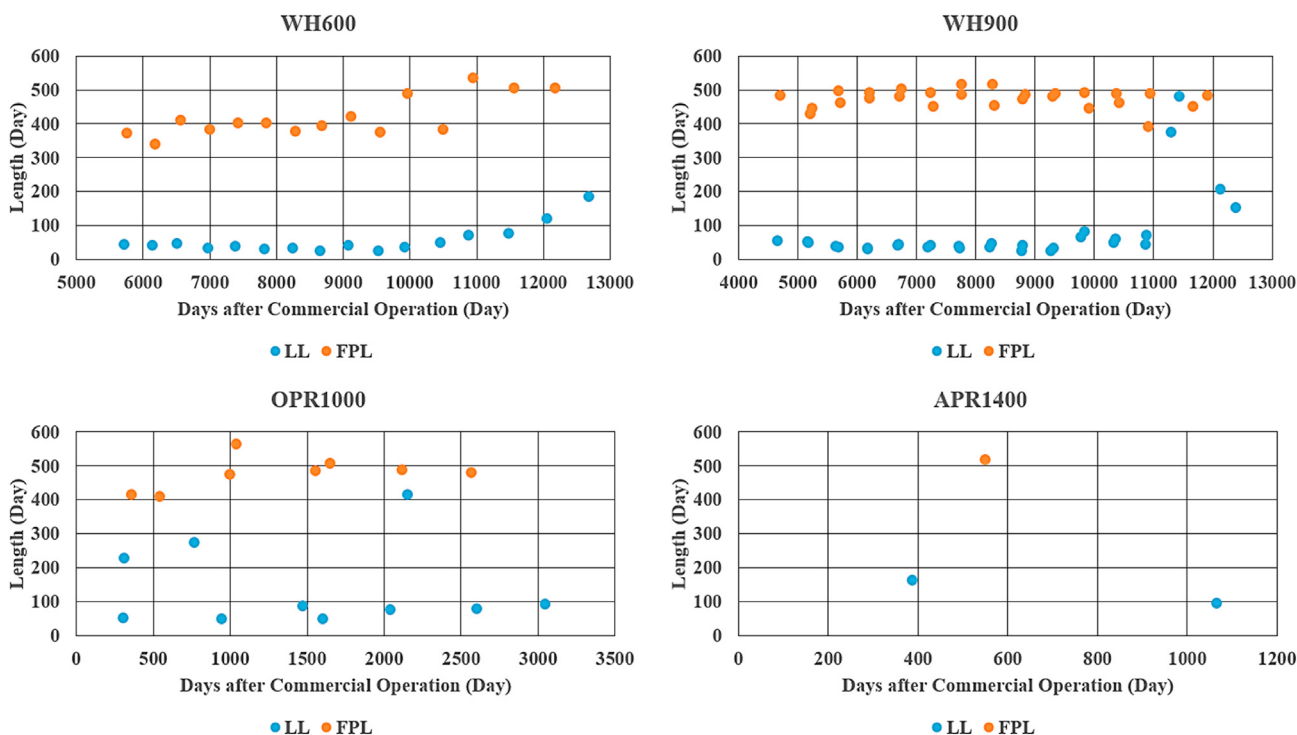 WH600
600
500
400
300
200
100
0
Length (Day)
5000 6000 7000 8000 9000 10000 11000 12000 13000
Days after Commercial Operation (Day)
LL FPL
WH900
600
500
400
300
200
100
0
Length (Day)
4000 5000 6000 7000 8000 9000 10000 11000 12000 13000
Days after Commercial Operation (Day)
LL FPL
OPR1000
600
500
400
300
200
100
0
Length (Day)
0 500 1000 1500 2000 2500 3000 3500
Days after Commercial Operation (Day)
LL FPL
APR1400
600
500
400
300
200
100
0
Length (Day)
0 200 400 600 800 1000 1200
Days after Commercial Operation (Day)
LL FPL